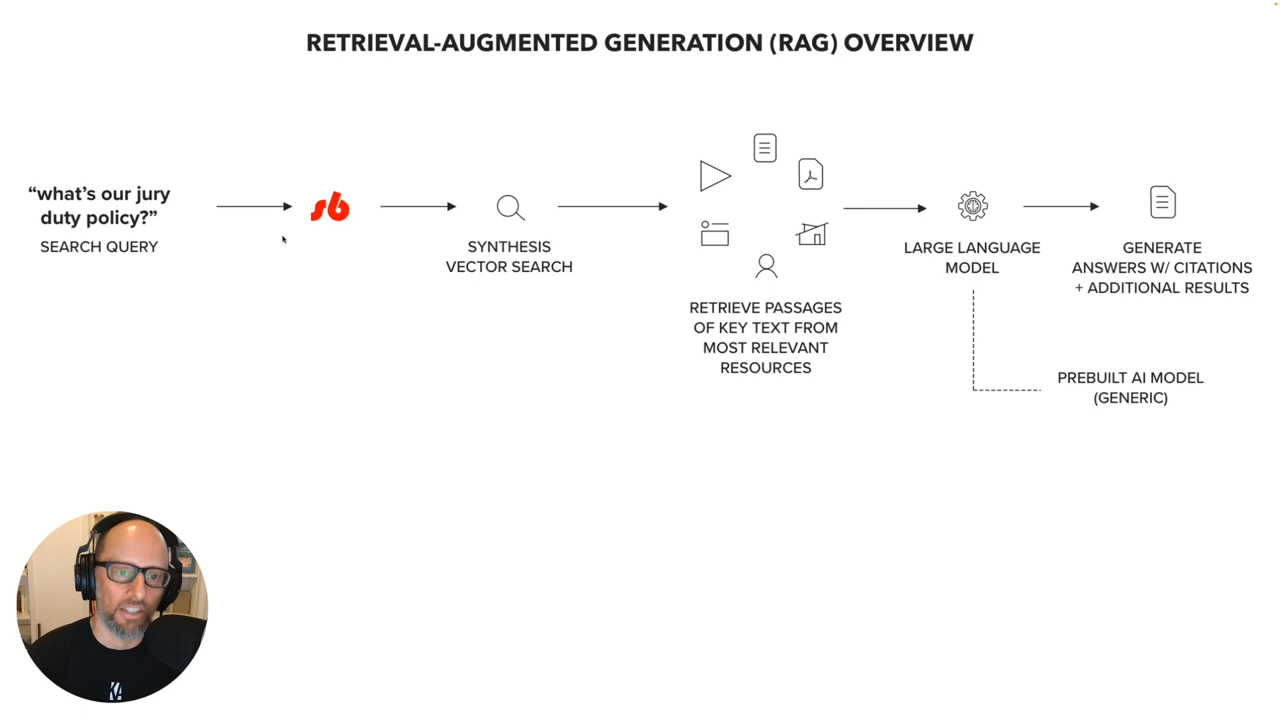 RETRIEVAL-AUGMENTED GENERATION (RAG) OVERVIEW
“what’s our jury
duty policy?”
SEARCH QUERY
sb
SYNTHESIS
VECTOR SEARCH
RETRIEVE PASSAGES
OF KEY TEXT FROM
MOST RELEVANT
RESOURCES
LARGE LANGUAGE
MODEL
GENERATE
ANSWERS W/ CITATIONS
+ ADDITIONAL RESULTS
PREBUILT AI MODEL
(GENERIC)